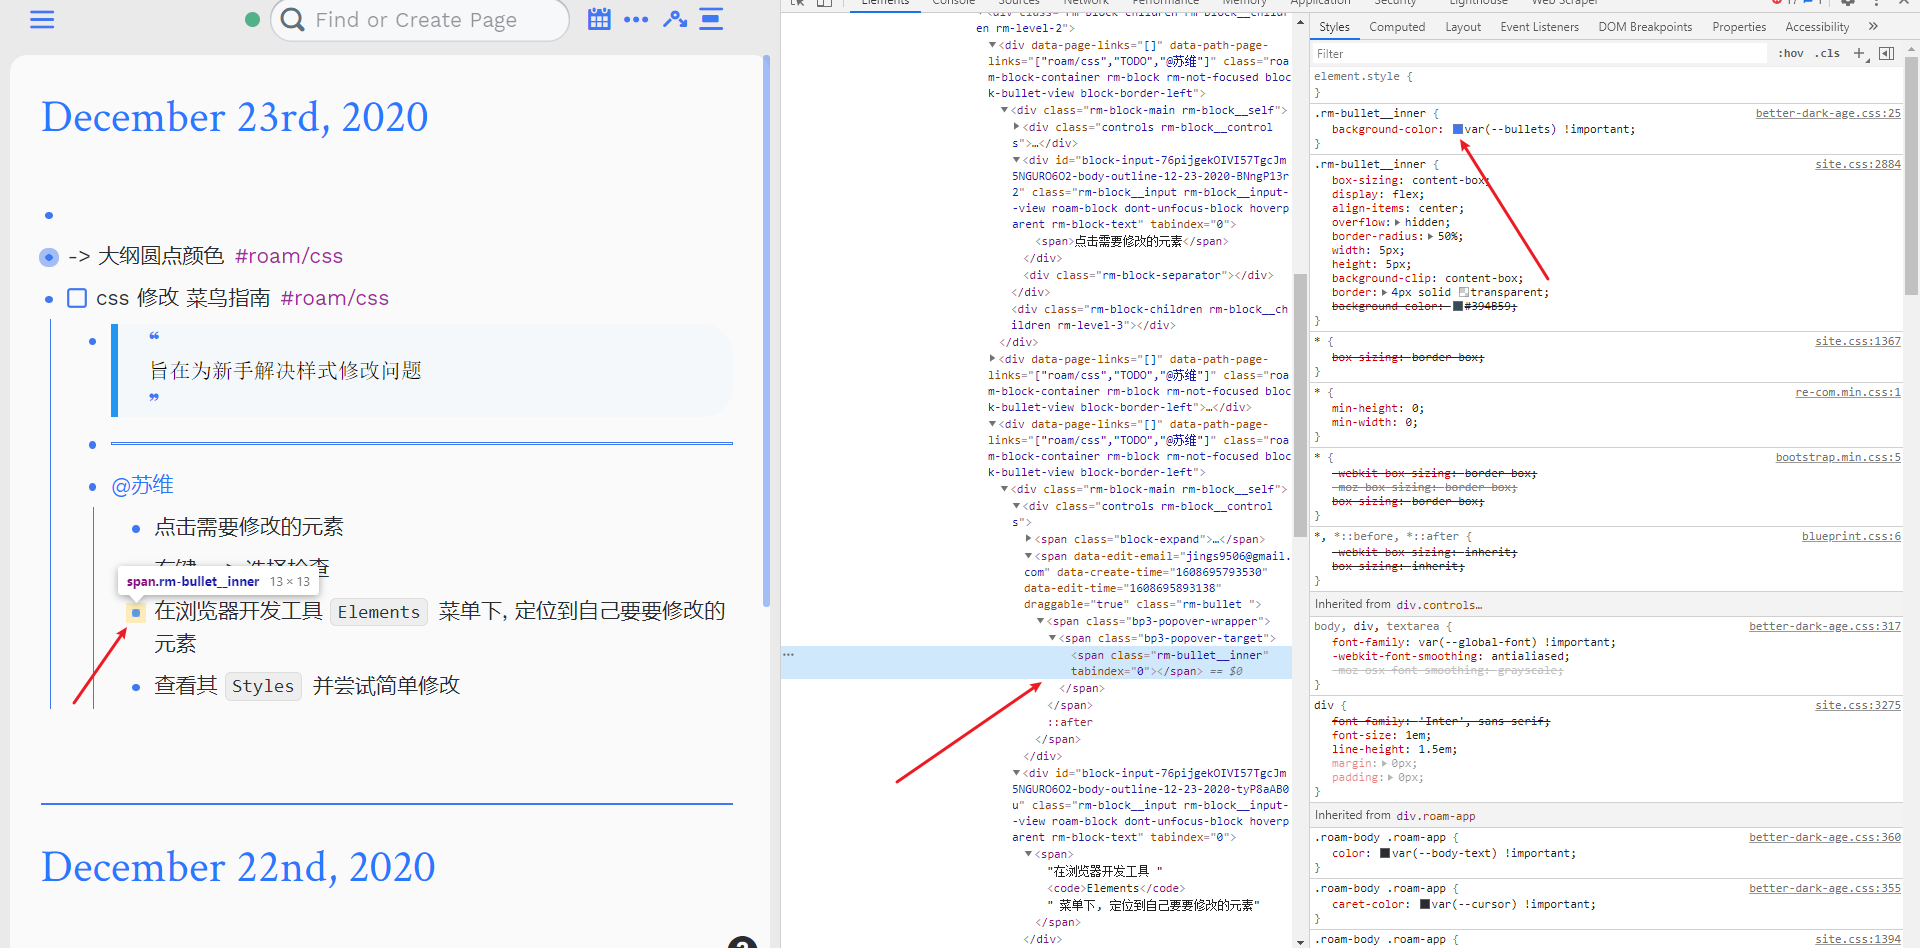 Find or Create Page
December 23rd, 2020
-> 大纲圆点颜色 #roam/css
css 修改 菜鸟指南 #roam/css
❝
旨在为新手解决样式修改问题
❞
@苏维
点击需要修改的元素
span.rm-bullet__inner 13 × 13
在浏览器开发工具 Elements 菜单下, 定位到自己要要修改的
元素
查看其 Styles 并尝试简单修改
December 22nd, 2020
Elements Console Sources Network Performance Memory Application Security Lighthouse Web Scraper
en rm-level-2">
▼<div data-page-links="[]" data-path-page-
links="["roam/css","TODO","@苏维"]" class="roa
m-block-container rm-block rm-not-focused bloc
k-bullet-view block-border-left">
▼<div class="rm-block-main rm-block__self">
▶<div class="controls rm-block__control
s">…</div>
▼<div id="block-input-76pijgekOIVI57TgcJm
5NGURO6O2-body-outline-12-23-2020-BNngP13r
2" class="rm-block__input rm-block__input-
-view roam-block dont-unfocus-block hoverp
arent rm-block-text" tabindex="0">
<span>点击需要修改的元素</span>
</div>
<div class="rm-block-separator"></div>
</div>
<div class="rm-block-children rm-block__ch
ildren rm-level-3"></div>
</div>
▶<div data-page-links="[]" data-path-page-
links="["roam/css","TODO","@苏维"]" class="roa
m-block-container rm-block rm-not-focused bloc
k-bullet-view block-border-left">…</div>
▼<div data-page-links="[]" data-path-page-
links="["roam/css","TODO","@苏维"]" class="roa
m-block-container rm-block rm-not-focused bloc
k-bullet-view block-border-left">
▼<div class="rm-block-main rm-block__self">
▼<div class="controls rm-block__control
s">
▶<span class="block-expand">…</span>
▼<span data-edit-email="jings9506@gmail.
com" data-create-time="1608695793530"
data-edit-time="1608695893138"
draggable="true" class="rm-bullet ">
▼<span class="bp3-popover-wrapper">
▼<span class="bp3-popover-target">
<span class="rm-bullet__inner"
tabindex="0"></span> == $0
</span>
</span>
::after
</span>
</div>
▼<div id="block-input-76pijgekOIVI57TgcJm
5NGURO6O2-body-outline-12-23-2020-tyP8aAB0
u" class="rm-block__input rm-block__input-
-view roam-block dont-unfocus-block hoverp
arent rm-block-text" tabindex="0">
▼<span>
"在浏览器开发工具 "
<code>Elements</code>
" 菜单下, 定位到自己要要修改的元素"
</span>
</div>
Styles Computed Layout Event Listeners DOM Breakpoints Properties Accessibility »
Filter :hov .cls +
element.style {
}
.rm-bullet__inner { better-dark-age.css:25
background-color: var(--bullets) !important;
}
.rm-bullet__inner { site.css:2884
box-sizing: content-box;
display: flex;
align-items: center;
overflow: ▶ hidden;
border-radius: ▶ 50%;
width: 5px;
height: 5px;
background-clip: content-box;
border: ▶ 4px solid transparent;
background-color: #394B59;
}
* { site.css:1367
box-sizing: border-box;
}
* { re-com.min.css:1
min-height: 0;
min-width: 0;
}
* { bootstrap.min.css:5
-webkit-box-sizing: border-box;
-moz-box-sizing: border-box;
box-sizing: border-box;
}
*, *::before, *::after { blueprint.css:6
-webkit-box-sizing: inherit;
box-sizing: inherit;
}
Inherited from div.controls…
body, div, textarea { better-dark-age.css:317
font-family: var(--global-font) !important;
-webkit-font-smoothing: antialiased;
-moz-osx-font-smoothing: grayscale;
}
div { site.css:3275
font-family: 'Inter', sans-serif;
font-size: 1em;
line-height: 1.5em;
margin: ▶ 0px;
padding: ▶ 0px;
}
Inherited from div.roam-app
.roam-body .roam-app { better-dark-age.css:360
color: var(--body-text) !important;
}
.roam-body .roam-app { better-dark-age.css:355
caret-color: var(--cursor) !important;
}
.roam-body .roam-app { site.css:1394